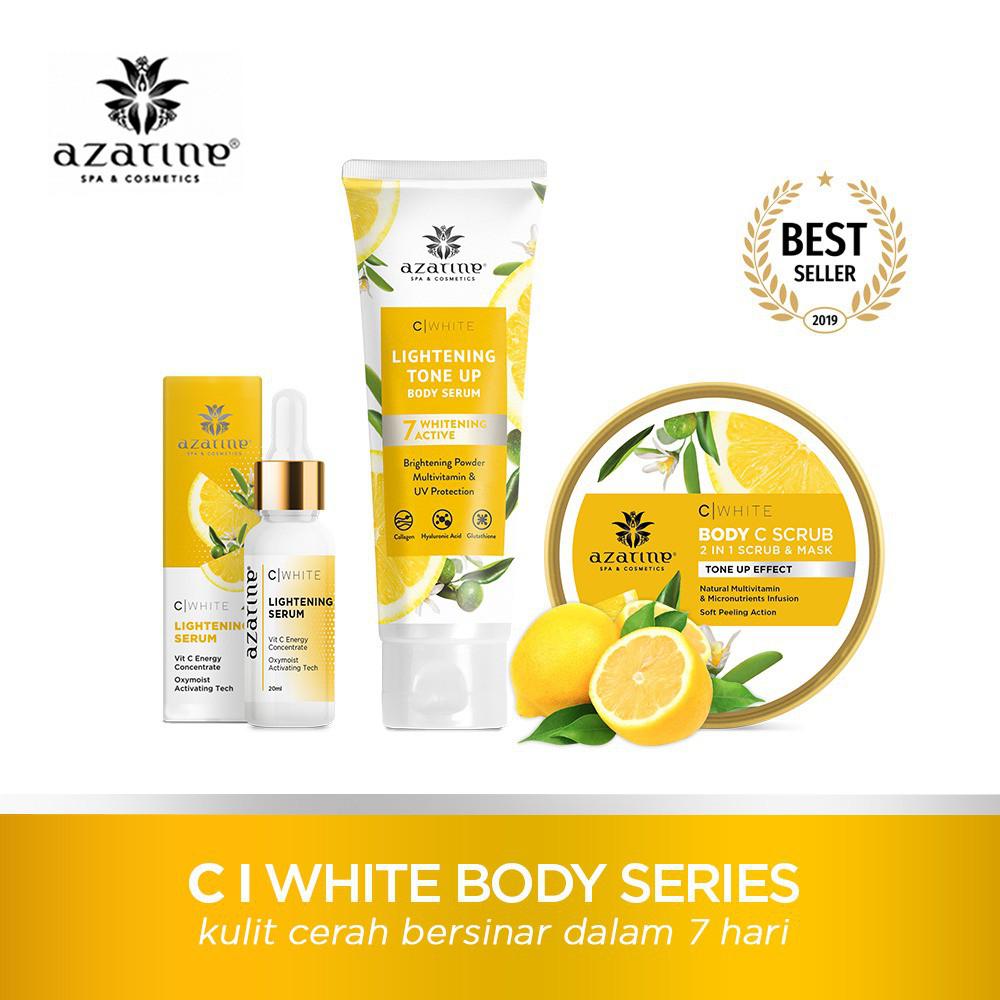 azarine®
SPA & COSMETICS
BEST
SELLER
2019
azarine®
SPA & COSMETICS
C|WHITE
LIGHTENING
TONE UP
BODY SERUM
7 WHITENING
ACTIVE
Brightening Powder
Multivitamin &
UV Protection
Collagen Hyaluronic Acid Glutathione
azarine®
SPA & COSMETICS
C|WHITE
LIGHTENING
SERUM
Vit C Energy
Concentrate
Oxymoist
Activating Tech
azarine
C|WHITE
LIGHTENING
SERUM
Vit C Energy
Concentrate
Oxymoist
Activating Tech
20ml
azarine®
SPA & COSMETICS
C|WHITE
BODY C SCRUB
2 IN 1 SCRUB & MASK
TONE UP EFFECT
Natural Multivitamin
& Micronutrients Infusion
Soft Peeling Action
C I WHITE BODY SERIES
kulit cerah bersinar dalam 7 hari